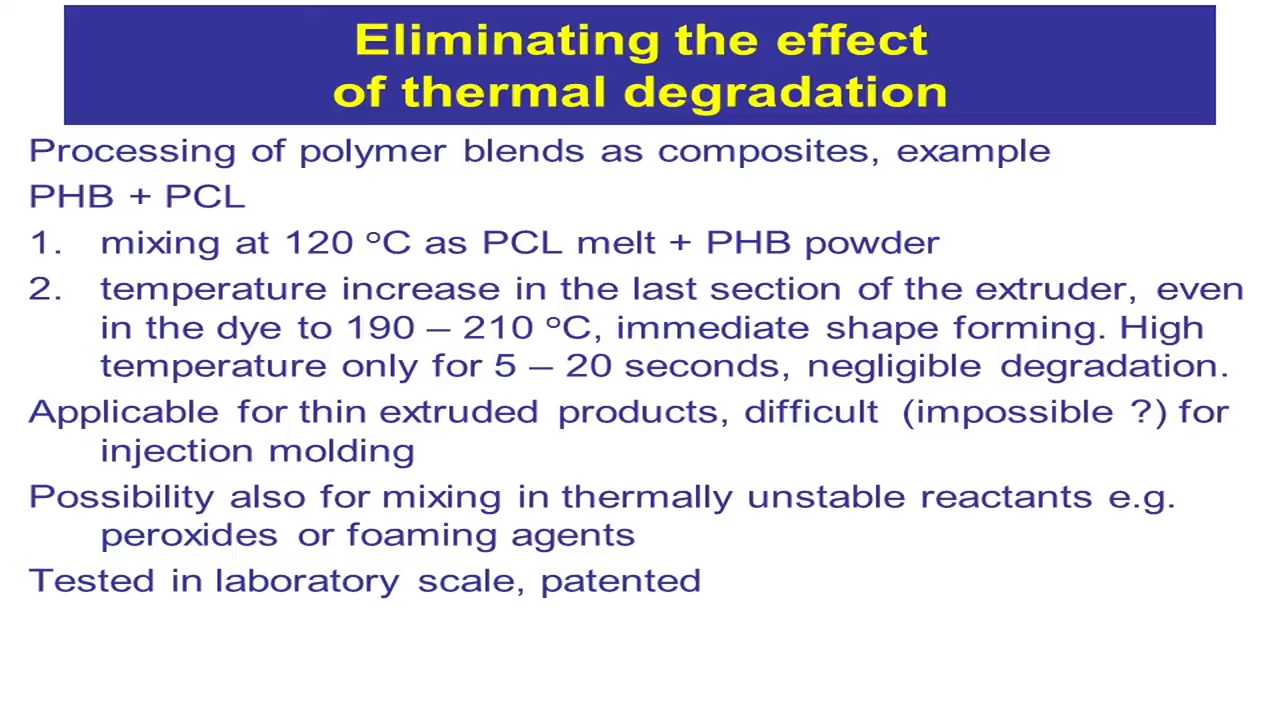 Eliminating the effect
of thermal degradation
Processing of polymer blends as composites, example
PHB + PCL
1. mixing at 120 ºC as PCL melt + PHB powder
2. temperature increase in the last section of the extruder, even
in the dye to 190 – 210 ºC, immediate shape forming. High
temperature only for 5 – 20 seconds, negligible degradation.
Applicable for thin extruded products, difficult (impossible ?) for
injection molding
Possibility also for mixing in thermally unstable reactants e.g.
peroxides or foaming agents
Tested in laboratory scale, patented